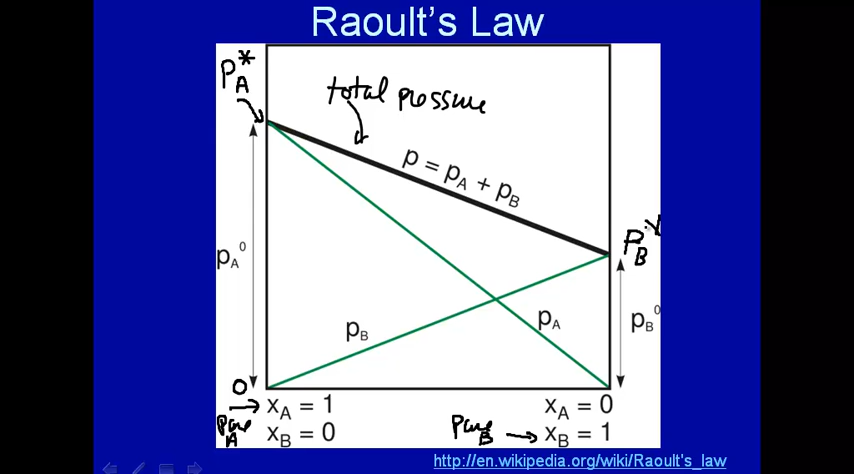 Raoult's Law
p*A
total pressure
p = pA + pB
p*B
pA0
pB0
pB
pA
0
xA = 1
xA = 0
pure A
xB = 0
pure B
xB = 1
http://en.wikipedia.org/wiki/Raoult's_law